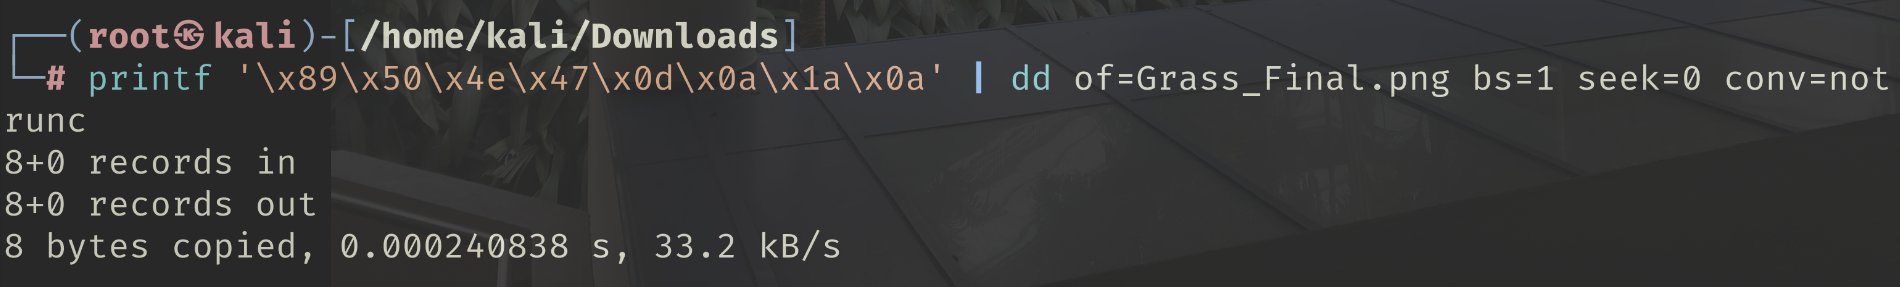 ┌──(root㉿kali)-[/home/kali/Downloads]
└─# printf '\x89\x50\x4e\x47\x0d\x0a\x1a\x0a' | dd of=Grass_Final.png bs=1 seek=0 conv=not
runc
8+0 records in
8+0 records out
8 bytes copied, 0.000240838 s, 33.2 kB/s